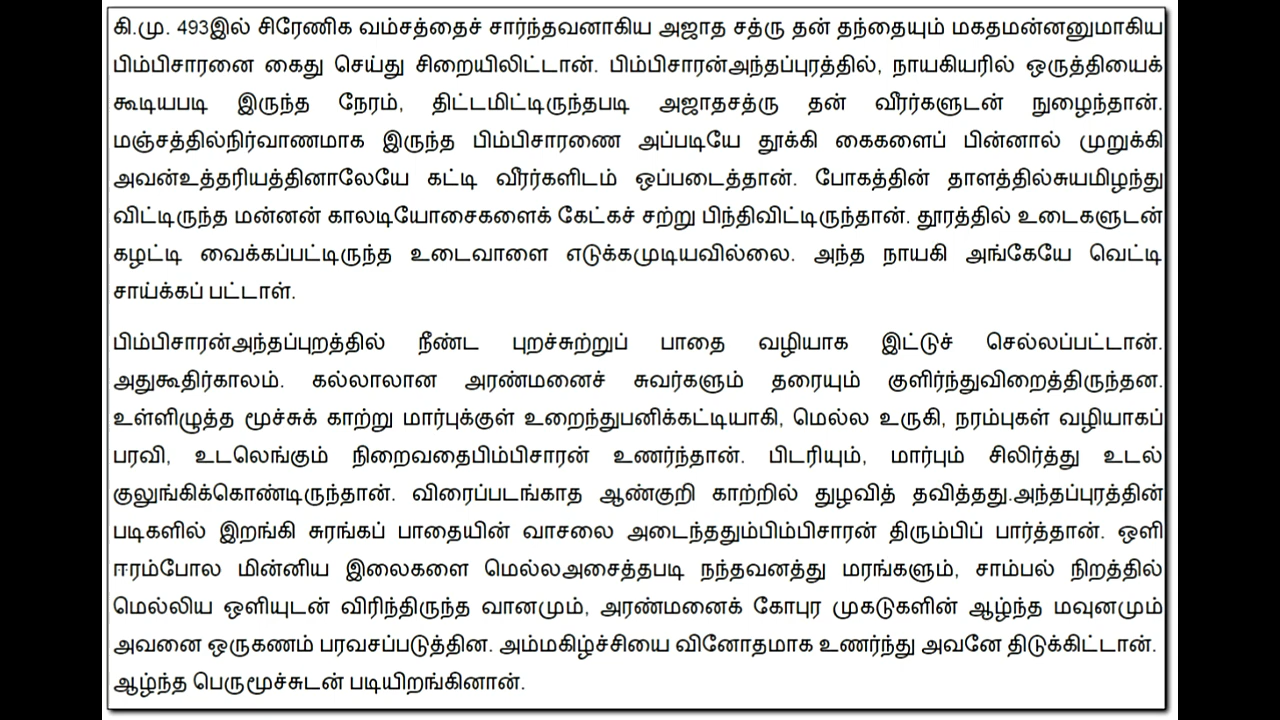 கி.மு. 493இல் சிரேணிக வம்சத்தைச் சார்ந்தவனாகிய அஜாத சத்ரு தன் தந்தையும் மகதமன்னனுமாகிய
பிம்பிசாரனை கைது செய்து சிறையிலிட்டான். பிம்பிசாரன்அந்தப்புரத்தில், நாயகியரில் ஒருத்தியைக்
கூடியபடி இருந்த நேரம், திட்டமிட்டிருந்தபடி அஜாதசத்ரு தன் வீரர்களுடன் நுழைந்தான்.
மஞ்சத்தில்நிர்வாணமாக இருந்த பிம்பிசாரணை அப்படியே தூக்கி கைகளைப் பின்னால் முறுக்கி
அவன்உத்தரியத்தினாலேயே கட்டி வீரர்களிடம் ஒப்படைத்தான். போகத்தின் தாளத்தில்சுயமிழந்து
விட்டிருந்த மன்னன் காலடியோசைகளைக் கேட்கச் சற்று பிந்திவிட்டிருந்தான். தூரத்தில் உடைகளுடன்
கழட்டி வைக்கப்பட்டிருந்த உடைவாளை எடுக்கமுடியவில்லை. அந்த நாயகி அங்கேயே வெட்டி
சாய்க்கப் பட்டாள்.
பிம்பிசாரன்அந்தப்புறத்தில் நீண்ட புறச்சுற்றுப் பாதை வழியாக இட்டுச் செல்லப்பட்டான்.
அதுகூதிர்காலம். கல்லாலான அரண்மனைச் சுவர்களும் தரையும் குளிர்ந்துவிறைத்திருந்தன.
உள்ளிழுத்த மூச்சுக் காற்று மார்புக்குள் உறைந்துபனிக்கட்டியாகி, மெல்ல உருகி, நரம்புகள் வழியாகப்
பரவி, உடலெங்கும் நிறைவதைபிம்பிசாரன் உணர்ந்தான். பிடரியும், மார்பும் சிலிர்த்து உடல்
குலுங்கிக்கொண்டிருந்தான். விரைப்படங்காத ஆண்குறி காற்றில் துழவித் தவித்தது.அந்தப்புரத்தின்
படிகளில் இறங்கி சுரங்கப் பாதையின் வாசலை அடைந்ததும்பிம்பிசாரன் திரும்பிப் பார்த்தான். ஒளி
ஈரம்போல மின்னிய இலைகளை மெல்லஅசைத்தபடி நந்தவனத்து மரங்களும், சாம்பல் நிறத்தில்
மெல்லிய ஒளியுடன் விரிந்திருந்த வானமும், அரண்மனைக் கோபுர முகடுகளின் ஆழ்ந்த மவுனமும்
அவனை ஒருகணம் பரவசப்படுத்தின. அம்மகிழ்ச்சியை வினோதமாக உணர்ந்து அவனே திடுக்கிட்டான்.
ஆழ்ந்த பெருமூச்சுடன் படியிறங்கினான்.